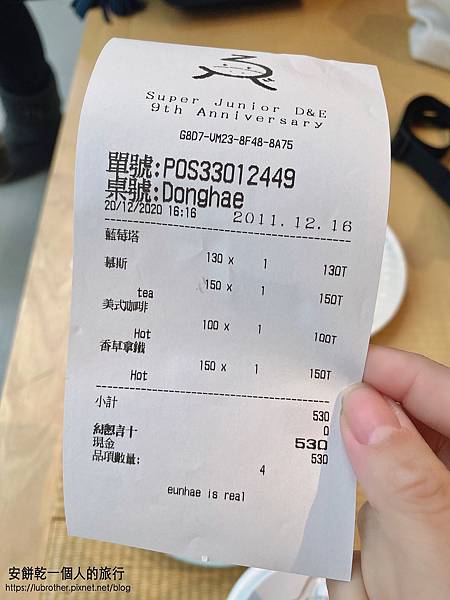 Super Junior D&E
9th Anniversary
G8D7-VM23-8F48-8A75
單號:POS33012449
桌號:Donghae
20/12/2020 16:16 2011.12.16
藍莓塔
130 x 1 130T
慕斯
150 x 1 150T
tea
美式咖啡
100 x 1 100T
Hot
香草拿鐵
150 x 1 150T
Hot
小計 530
0
總計 530
現金 530
品項數量: 4
eunhae is real
安餅乾一個人的旅行
https://lubrother.pixnet.net/blog